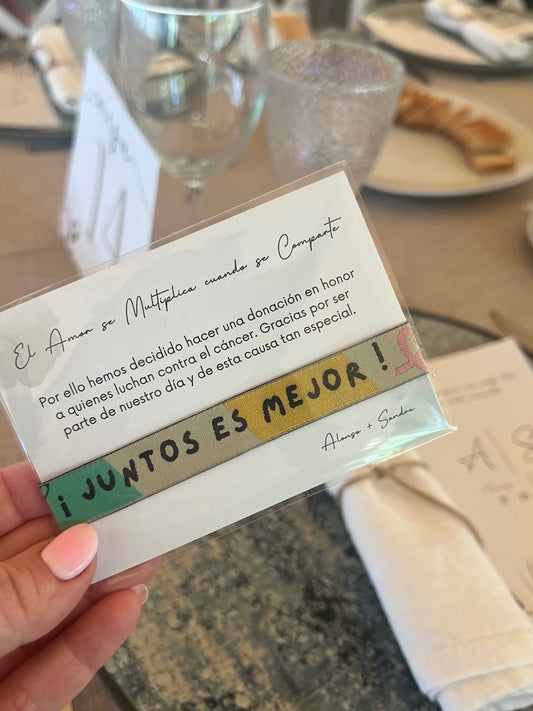 El Amor se Multiplica cuando se Comparte
Por ello hemos decidido hacer una donación en honor
a quienes luchan contra el cáncer. Gracias por ser
parte de nuestro día y de esta causa tan especial.
¡ JUNTOS ES MEJOR !
Alonso + Sandra
A|S